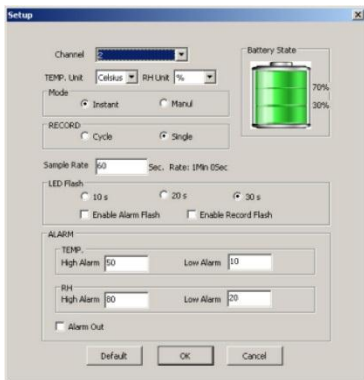 Setup
Channel 2
Battery State
TEMP. Unit Celsius RH Unit %
70%
30%
Mode
Instant Manul
RECORD
Cycle Single
Sample Rate 60 Sec. Rate: 1Min 0Sec
LED Flash
10 s 20 s 30 s
Enable Alarm Flash Enable Record Flash
ALARM
TEMP.
High Alarm 50 Low Alarm 10
RH
High Alarm 80 Low Alarm 20
Alarm Out
Default OK Cancel